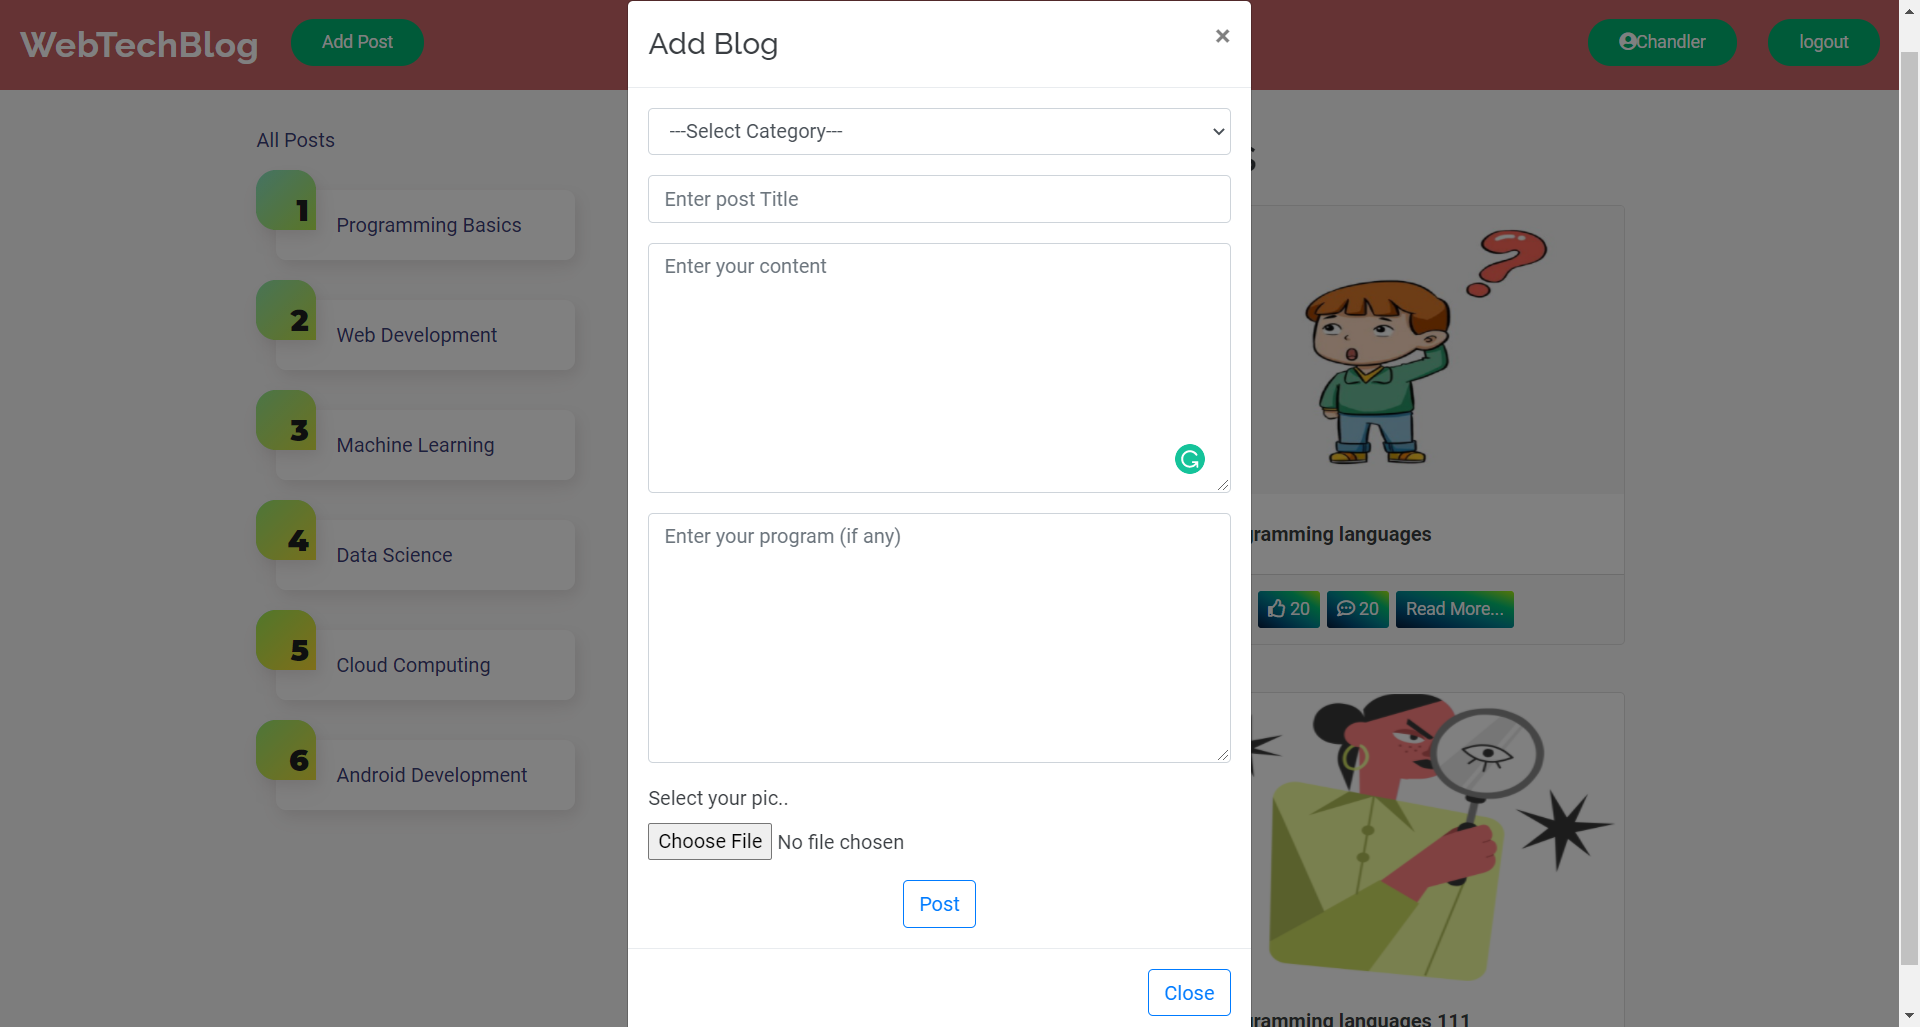 WebTechBlog
Add Post
Chandler
logout
Add Blog
×
---Select Category---
Enter post Title
Enter your content
Enter your program (if any)
Select your pic..
Choose File No file chosen
Post
Close
All Posts
1
Programming Basics
2
Web Development
3
Machine Learning
4
Data Science
5
Cloud Computing
6
Android Development
s
gramming languages
20
20
Read More...
gramming languages 111